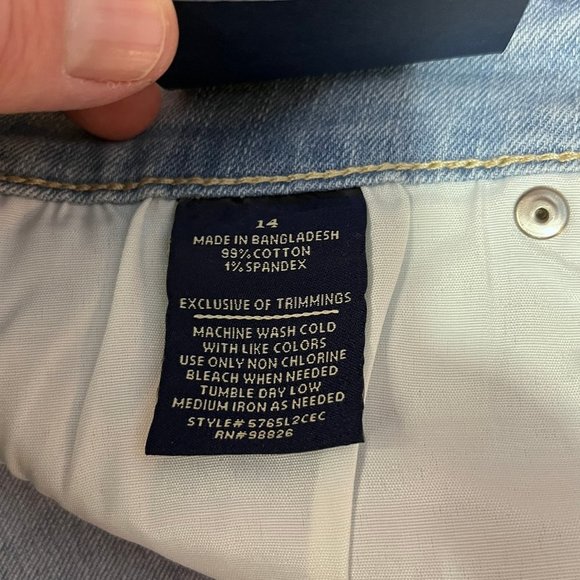 14
MADE IN BANGLADESH
99% COTTON
1% SPANDEX
EXCLUSIVE OF TRIMMINGS
MACHINE WASH COLD
WITH LIKE COLORS
USE ONLY NON CHLORINE
BLEACH WHEN NEEDED
TUMBLE DRY LOW
MEDIUM IRON AS NEEDED
STYLE# 5765L2CEC
RN#98826